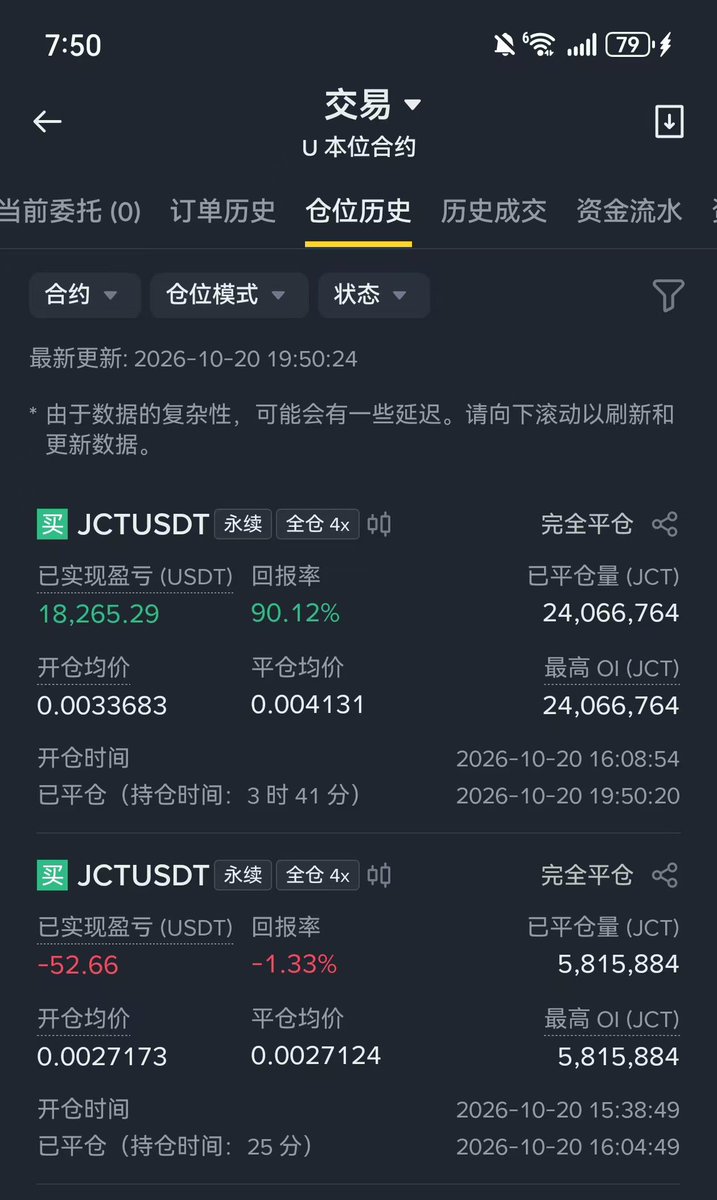 7:50
6
79
交易
U 本位合约
当前委托 (0) 订单历史 仓位历史 历史成交 资金流水
合约 仓位模式 状态
最新更新: 2026-10-20 19:50:24
* 由于数据的复杂性，可能会有一些延迟。请向下滚动以刷新和
更新数据。
买 JCTUSDT 永续 全仓 4x 完全平仓
已实现盈亏 (USDT) 回报率 已平仓量 (JCT)
18,265.29 90.12% 24,066,764
开仓均价 平仓均价 最高 OI (JCT)
0.0033683 0.004131 24,066,764
开仓时间 2026-10-20 16:08:54
已平仓（持仓时间: 3 时 41 分） 2026-10-20 19:50:20
买 JCTUSDT 永续 全仓 4x 完全平仓
已实现盈亏 (USDT) 回报率 已平仓量 (JCT)
-52.66 -1.33% 5,815,884
开仓均价 平仓均价 最高 OI (JCT)
0.0027173 0.0027124 5,815,884
开仓时间 2026-10-20 15:38:49
已平仓（持仓时间: 25 分） 2026-10-20 16:04:49